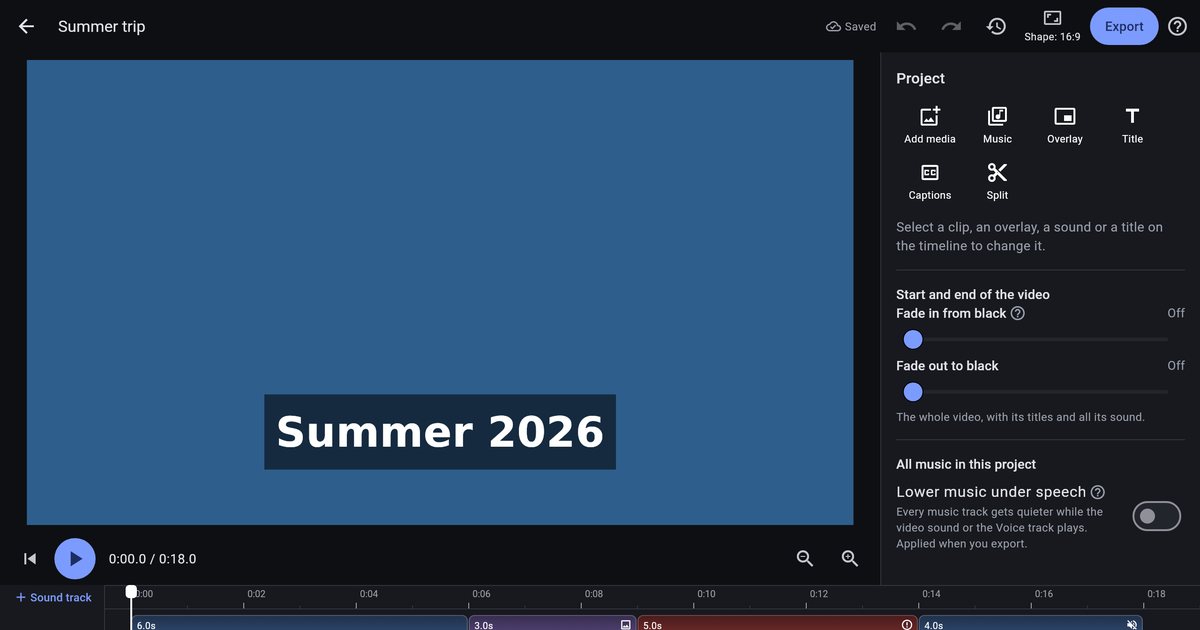 Summer trip
Saved
Shape: 16:9
Export
Project
Add media
Music
Overlay
Title
Captions
Split
Select a clip, an overlay, a sound or a title on
the timeline to change it.
Start and end of the video
Fade in from black
Off
Fade out to black
Off
The whole video, with its titles and all its sound.
All music in this project
Lower music under speech
Every music track gets quieter while the
video sound or the Voice track plays.
Applied when you export.
Summer 2026
0:00.0 / 0:18.0
+ Sound track
0:00 0:02 0:04 0:06 0:08 0:10 0:12 0:14 0:16 0:18
6.0s 3.0s 5.0s 4.0s